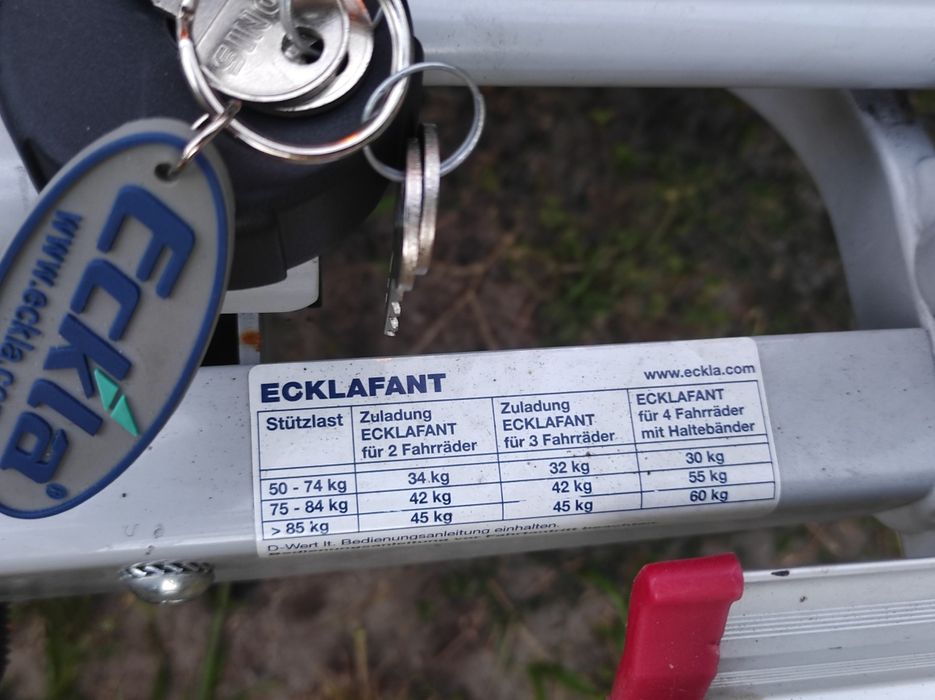 Eckla®
www.eckla.co
ECKLAFANT
www.eckla.com
Stützlast
Zuladung
ECKLAFANT
für 2 Fahrräder
Zuladung
ECKLAFANT
für 3 Fahrräder
ECKLAFANT
für 4 Fahrräder
mit Haltebänder
50 - 74 kg 34 kg 32 kg 30 kg
75 - 84 kg 42 kg 42 kg 55 kg
> 85 kg 45 kg 45 kg 60 kg
D-Wert lt. Bedienungsanleitung einhalten.